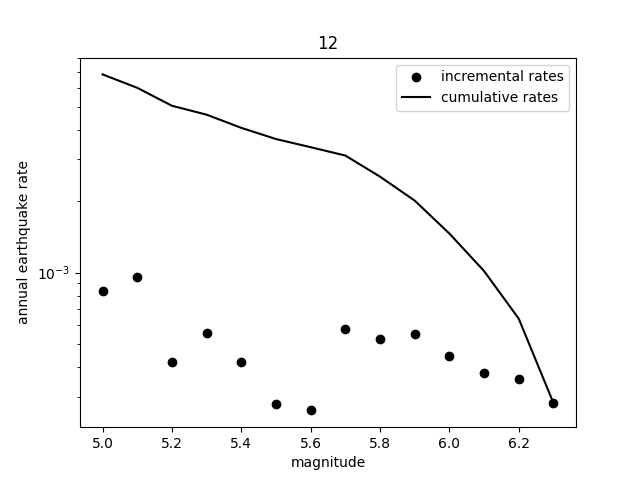 12
incremental rates
cumulative rates
annual earthquake rate
10⁻³
5.0 5.2 5.4 5.6 5.8 6.0 6.2
magnitude